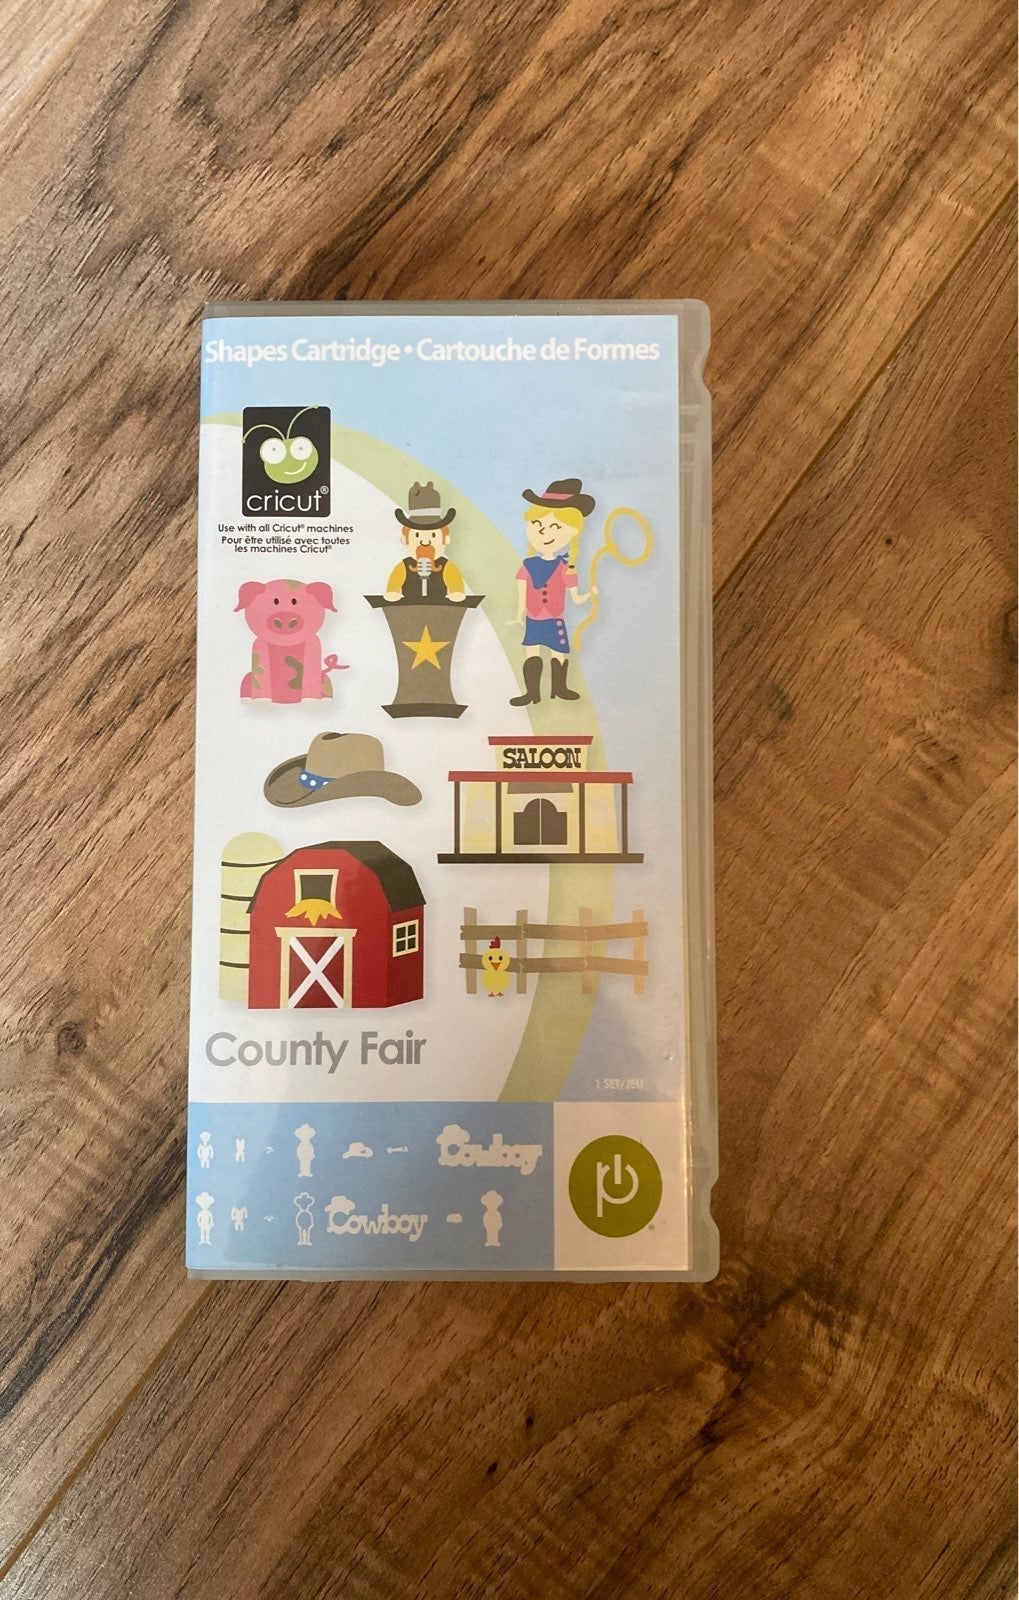 Shapes Cartridge • Cartouche de Formes
cricut®
Use with all Cricut® machines
Pour être utilisé avec toutes
les machines Cricut®
SALOON
County Fair
1 SET/JEU
Cowboy
Cowboy